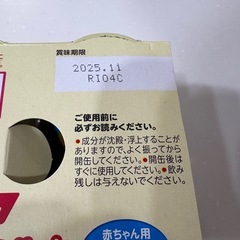 賞味期限
2025.11
RI04C
ご使用前に
必ずお読みください。
●成分が沈殿・浮上することが
ありますので、よく振ってから
開缶してください。●開缶後は
すぐに使用してください。●飲み
残しは与えないでください。
赤ちゃん用